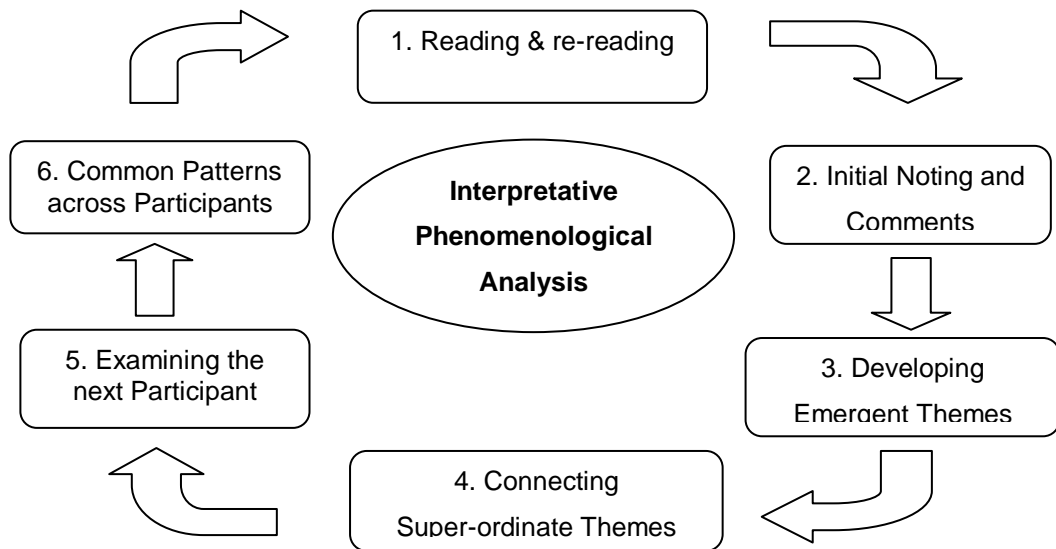 1. Reading & re-reading
2. Initial Noting and
Comments
3. Developing
Emergent Themes
4. Connecting
Super-ordinate Themes
5. Examining the
next Participant
6. Common Patterns
across Participants
Interpretative
Phenomenological
Analysis